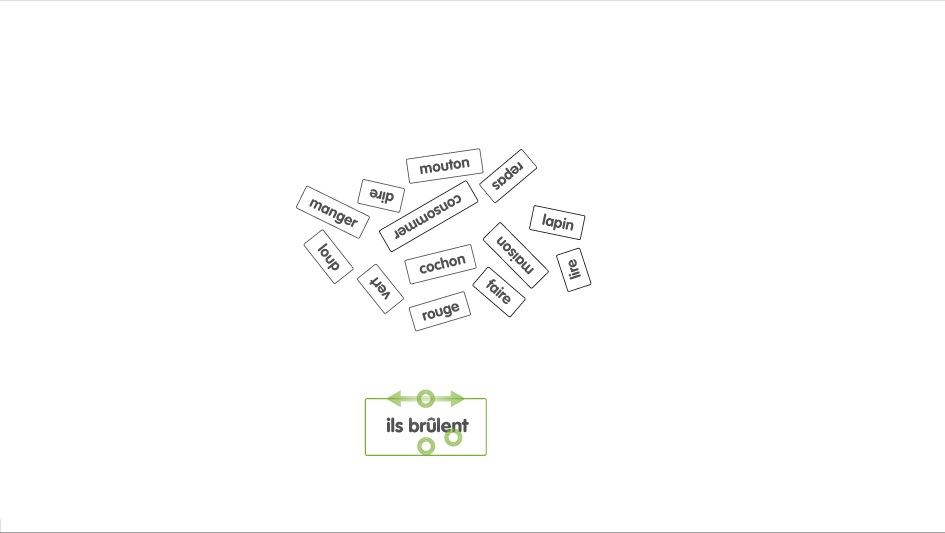 mouton
repas
dire
manger
consommer
lapin
loup
maison
cochon
lire
vert
faire
rouge
ils brûlent